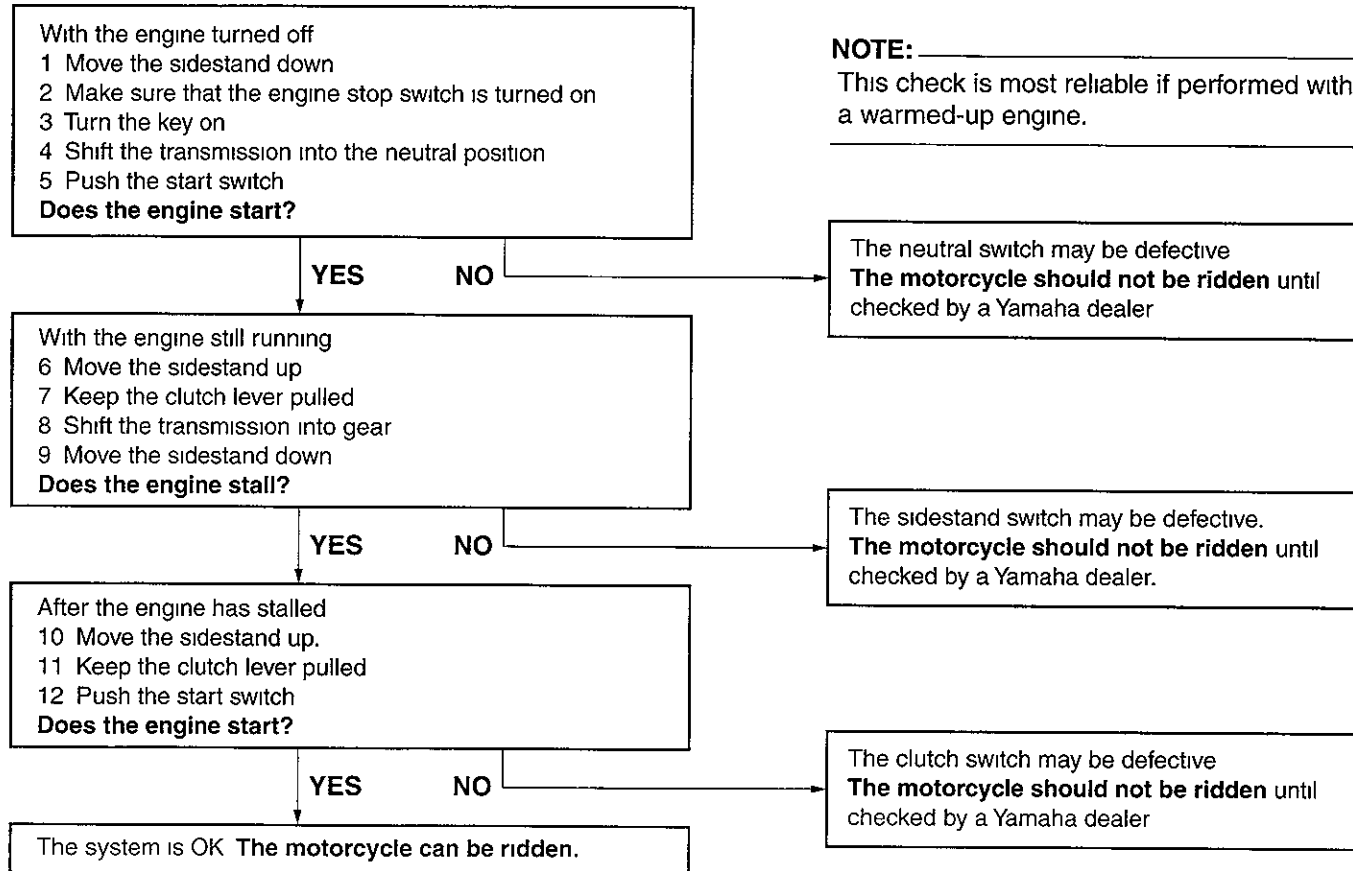 With the engine turned off
1 Move the sidestand down
2 Make sure that the engine stop switch is turned on
3 Turn the key on
4 Shift the transmission into the neutral position
5 Push the start switch
Does the engine start?
NOTE:
This check is most reliable if performed with
a warmed-up engine.
YES NO
The neutral switch may be defective
The motorcycle should not be ridden until
checked by a Yamaha dealer
With the engine still running
6 Move the sidestand up
7 Keep the clutch lever pulled
8 Shift the transmission into gear
9 Move the sidestand down
Does the engine stall?
YES NO
The sidestand switch may be defective.
The motorcycle should not be ridden until
checked by a Yamaha dealer.
After the engine has stalled
10 Move the sidestand up.
11 Keep the clutch lever pulled
12 Push the start switch
Does the engine start?
YES NO
The clutch switch may be defective
The motorcycle should not be ridden until
checked by a Yamaha dealer
The system is OK The motorcycle can be ridden.